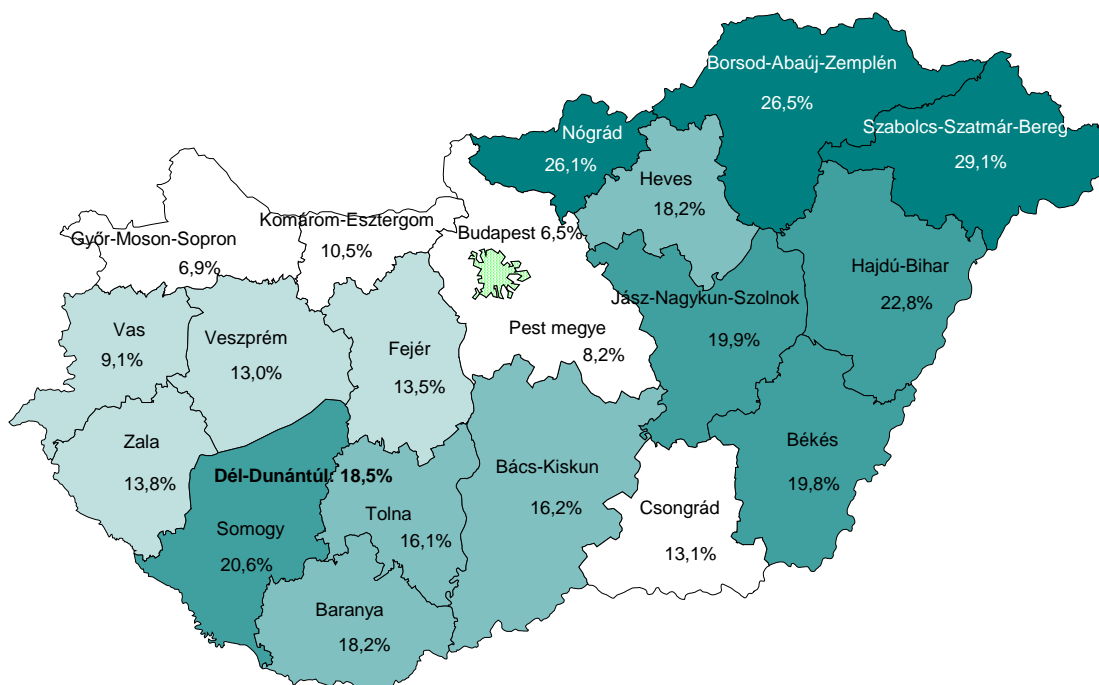 Borsod-Abaúj-Zemplén
26,5%
Szabolcs-Szatmár-Bereg
29,1%
Nógrád
26,1%
Heves
18,2%
Komárom-Esztergom
10,5%
Győr-Moson-Sopron
6,9%
Budapest 6,5%
Hajdú-Bihar
22,8%
Jász-Nagykun-Szolnok
19,9%
Pest megye
8,2%
Vas
9,1%
Veszprém
13,0%
Fejér
13,5%
Zala
13,8%
Békés
19,8%
Dél-Dunántúl: 18,5%
Bács-Kiskun
16,2%
Csongrád
13,1%
Tolna
16,1%
Somogy
20,6%
Baranya
18,2%